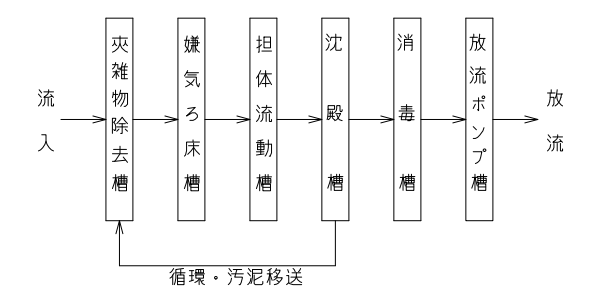 流入
夾雑物除去槽
嫌気ろ床槽
担体流動槽
沈殿槽
消毒槽
放流ポンプ槽
放流
循環・汚泥移送